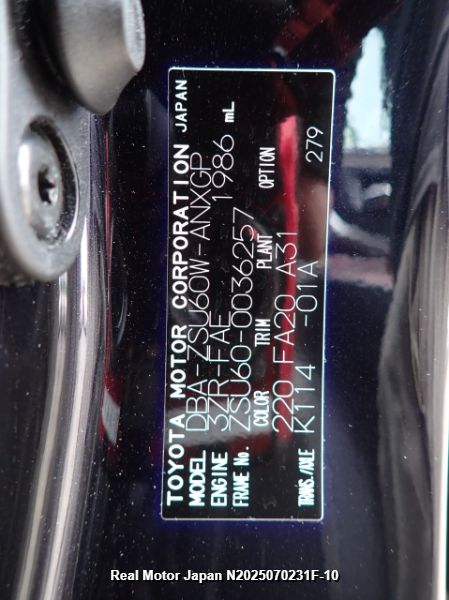 TOYOTA MOTOR CORPORATION JAPAN
MODEL DBA-ZSU60W-ANXGP
ENGINE 3ZR-FAE 1986 mL
FRAME No. ZSU60-0036257
COLOR TRIM PLANT OPTION
220 FA20 A31
TRANS./AXLE K114 -01A 279
Real Motor Japan N2025070231F-10